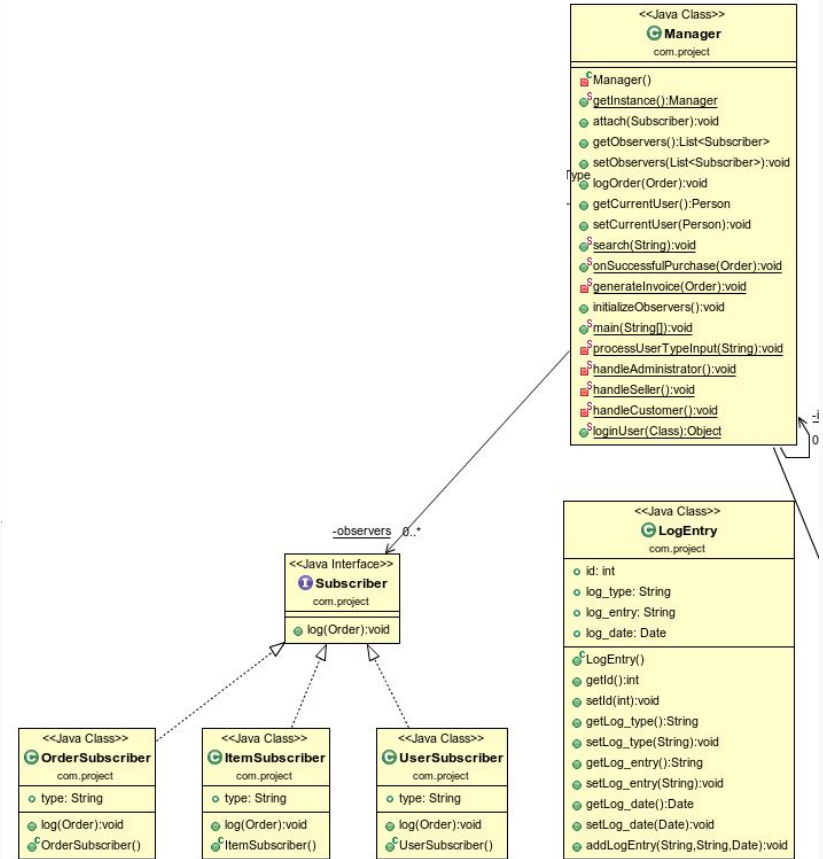 <<Java Class>>
Manager
com.project
Manager()
getInstance():Manager
attach(Subscriber):void
getObservers():List<Subscriber>
setObservers(List<Subscriber>):void
Type
logOrder(Order):void
getCurrentUser():Person
setCurrentUser(Person):void
search(String):void
onSuccessfulPurchase(Order):void
generateInvoice(Order):void
initializeObservers():void
main(String[]):void
processUserTypeInput(String):void
handleAdministrator():void
handleSeller():void
handleCustomer():void
loginUser(Class):Object
-i
0
-observers 0..*
<<Java Interface>>
Subscriber
com.project
log(Order):void
<<Java Class>>
LogEntry
com.project
id: int
log_type: String
log_entry: String
log_date: Date
LogEntry()
getId():int
setId(int):void
getLog_type():String
setLog_type(String):void
getLog_entry():String
setLog_entry(String):void
getLog_date():Date
setLog_date(Date):void
addLogEntry(String,String,Date):void
<<Java Class>>
OrderSubscriber
com.project
type: String
log(Order):void
OrderSubscriber()
<<Java Class>>
ItemSubscriber
com.project
type: String
log(Order):void
ItemSubscriber()
<<Java Class>>
UserSubscriber
com.project
type: String
log(Order):void
UserSubscriber()